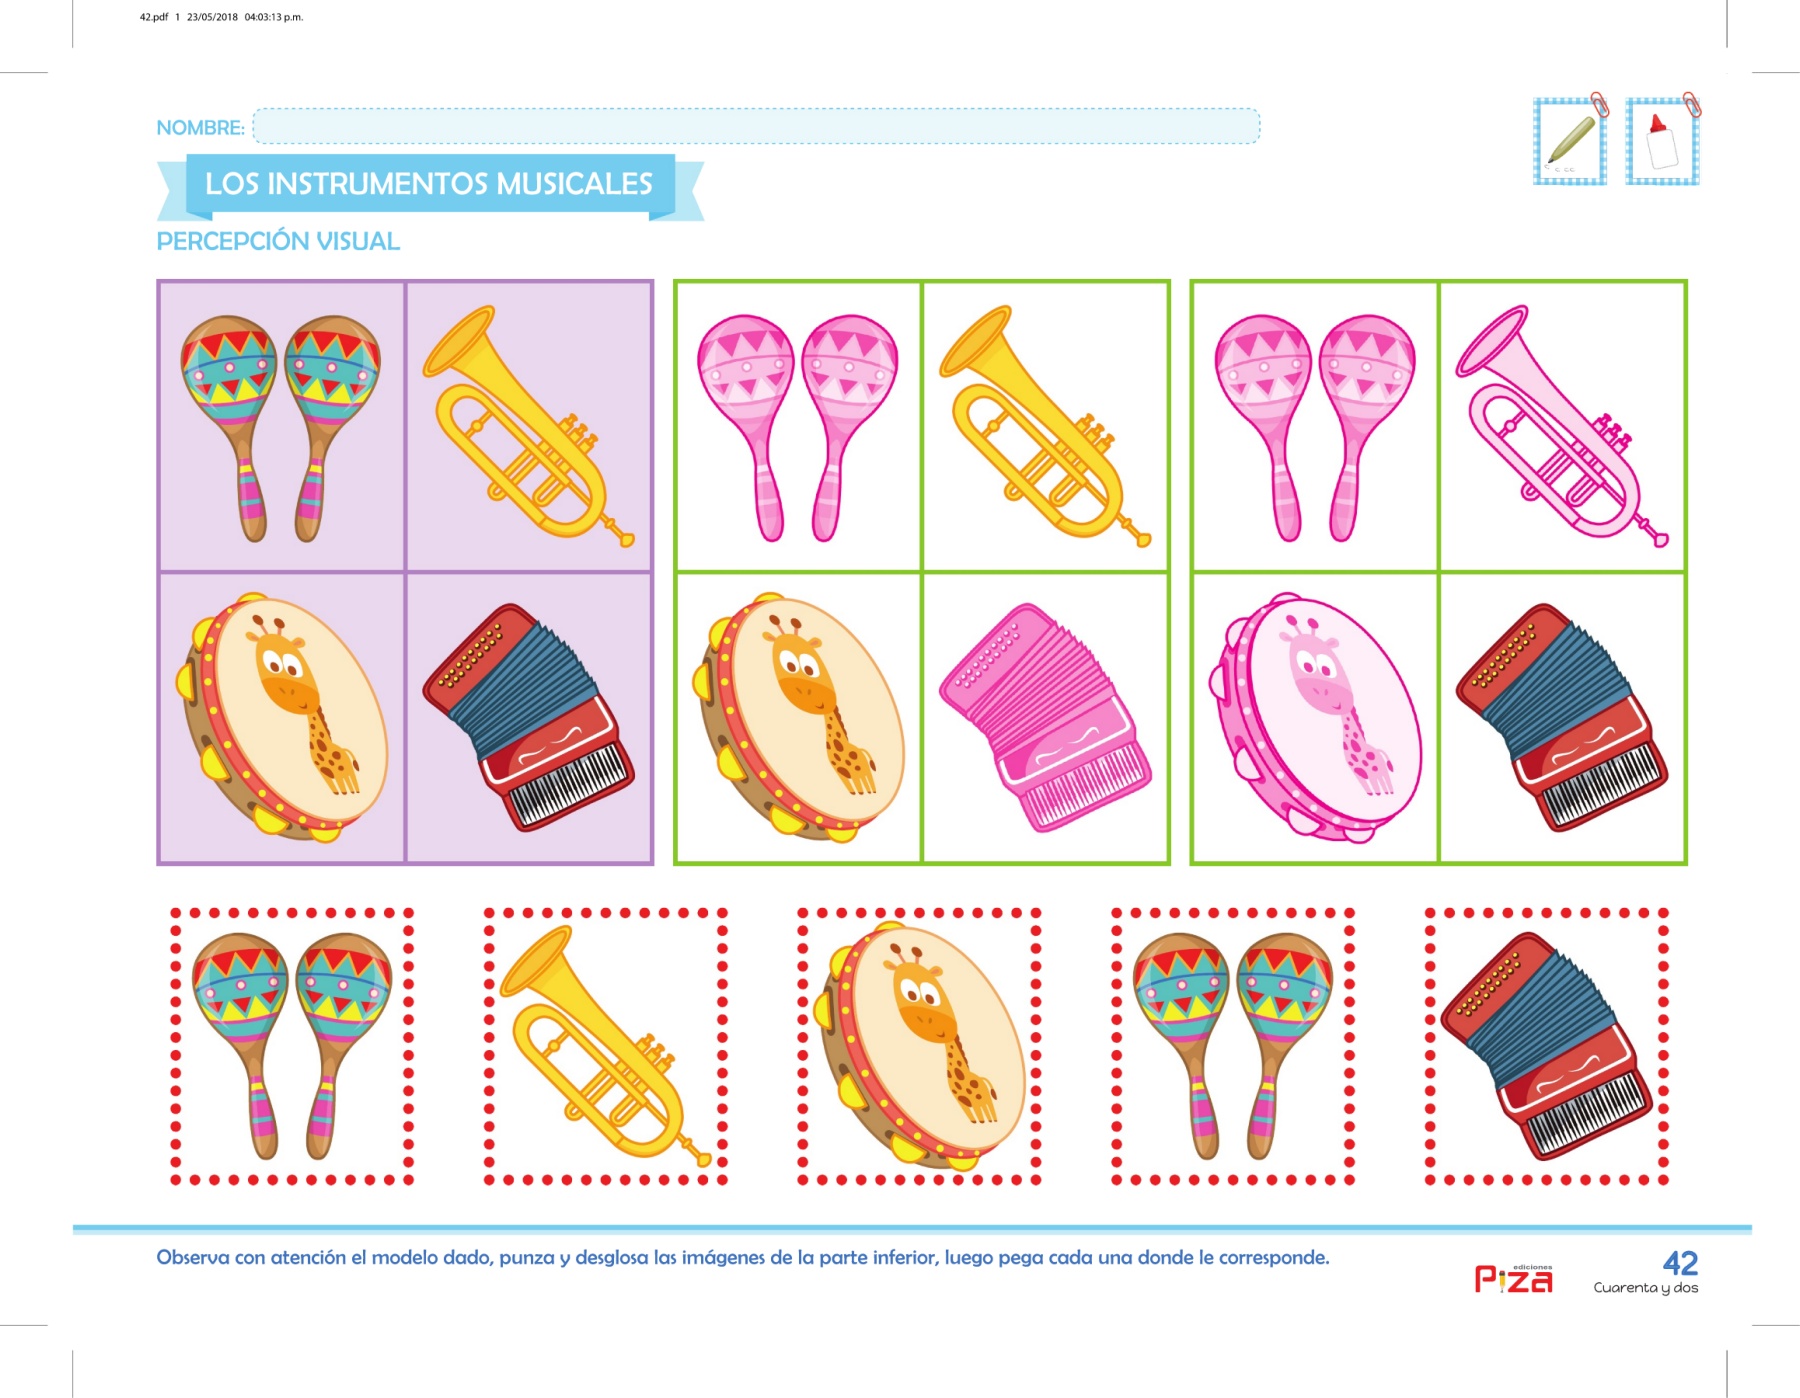 42.pdf 1 23/05/2018 04:03:13 p.m.
NOMBRE:
LOS INSTRUMENTOS MUSICALES
PERCEPCIÓN VISUAL
Observa con atención el modelo dado, punza y desglosa las imágenes de la parte inferior, luego pega cada una donde le corresponde.
ediciones
Piza
42
Cuarenta y dos